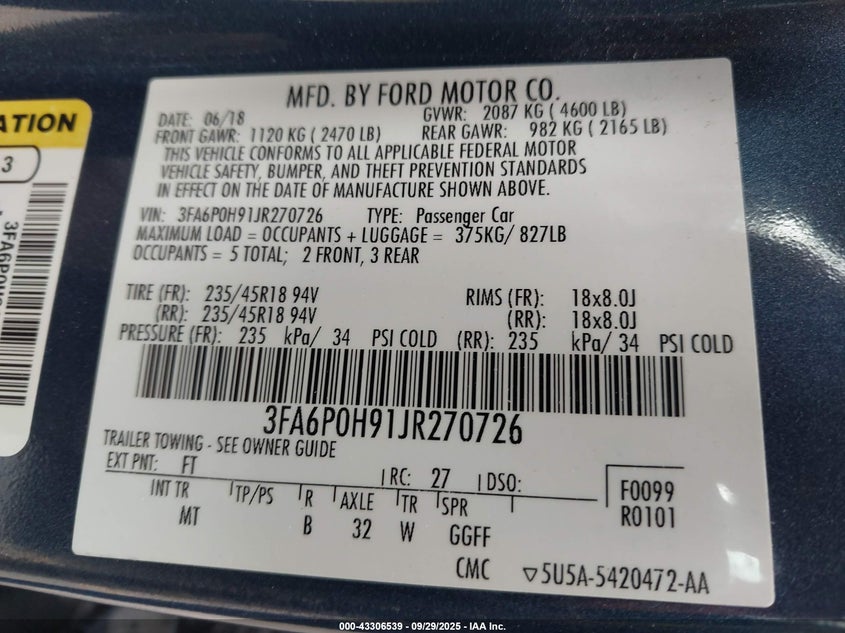 MFD. BY FORD MOTOR CO.
DATE: 06/18 GVWR: 2087 KG ( 4600 LB)
FRONT GAWR: 1120 KG ( 2470 LB) REAR GAWR: 982 KG ( 2165 LB)
THIS VEHICLE CONFORMS TO ALL APPLICABLE FEDERAL MOTOR
VEHICLE SAFETY, BUMPER, AND THEFT PREVENTION STANDARDS
IN EFFECT ON THE DATE OF MANUFACTURE SHOWN ABOVE.
VIN: 3FA6P0H91JR270726 TYPE: Passenger Car
MAXIMUM LOAD = OCCUPANTS + LUGGAGE = 375KG/ 827LB
OCCUPANTS = 5 TOTAL; 2 FRONT, 3 REAR
TIRE (FR): 235/45R18 94V RIMS (FR): 18x8.0J
(RR): 235/45R18 94V (RR): 18x8.0J
PRESSURE (FR): 235 kPa/ 34 PSI COLD (RR): 235 kPa/ 34 PSI COLD
3FA6P0H91JR270726
TRAILER TOWING - SEE OWNER GUIDE
EXT PNT: FT RC: 27 DSO: F0099
INT TR TP/PS R AXLE TR SPR R0101
MT B 32 W GGFF
CMC ▽5U5A-5420472-AA
ATION
3
3FA6P0H9
000-43306539 - 09/29/2025 - IAA Inc.